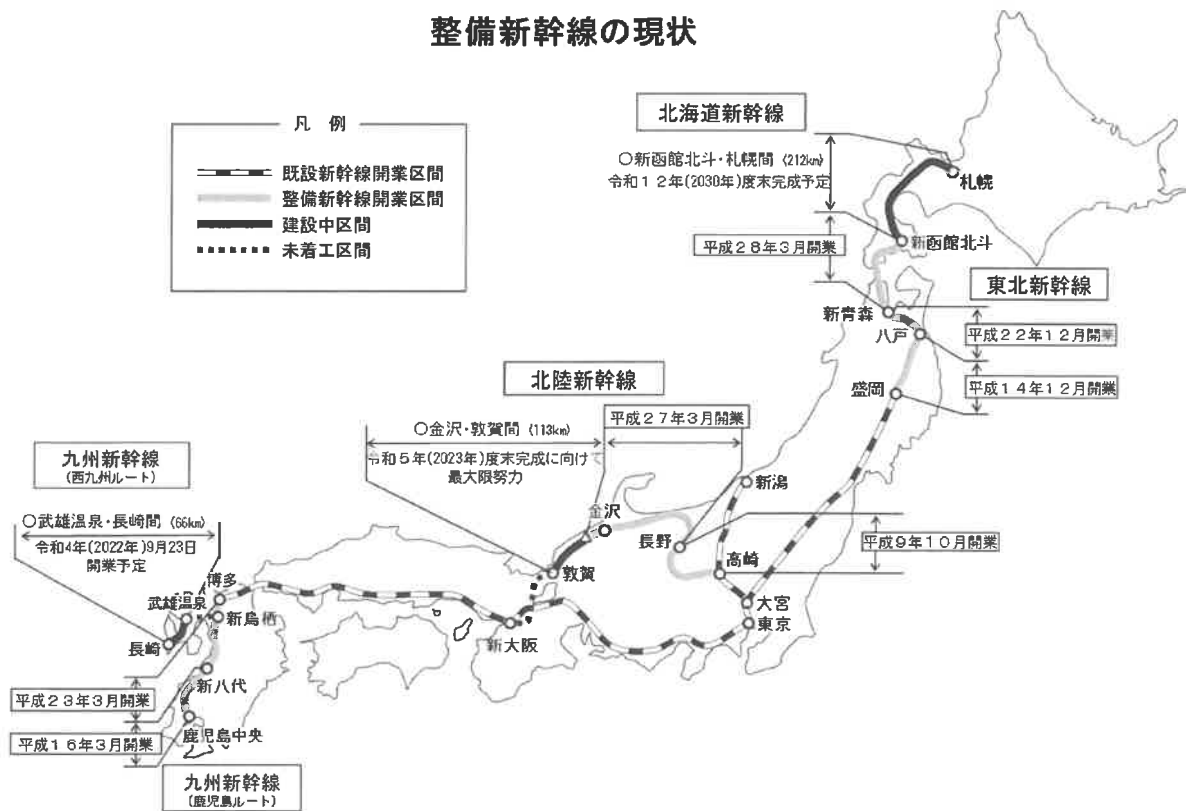 整備新幹線の現状
凡 例
既設新幹線開業区間
整備新幹線開業区間
建設中区間
未着工区間
北海道新幹線
○新函館北斗・札幌間 (212km)
令和12年(2030年)度末完成予定
札幌
新函館北斗
平成28年3月開業
東北新幹線
新青森
八戸
平成22年12月開業
平成14年12月開業
盛岡
北陸新幹線
平成27年3月開業
○金沢・敦賀間 (113km)
令和5年(2023年)度末完成に向けて
最大限努力
新潟
金沢
長野
平成9年10月開業
高崎
敦賀
大宮
東京
新大阪
九州新幹線
(西九州ルート)
○武雄温泉・長崎間 (66km)
令和4年(2022年)9月23日
開業予定
博多
武雄温泉
新鳥栖
長崎
新八代
平成23年3月開業
鹿児島中央
平成16年3月開業
九州新幹線
(鹿児島ルート)